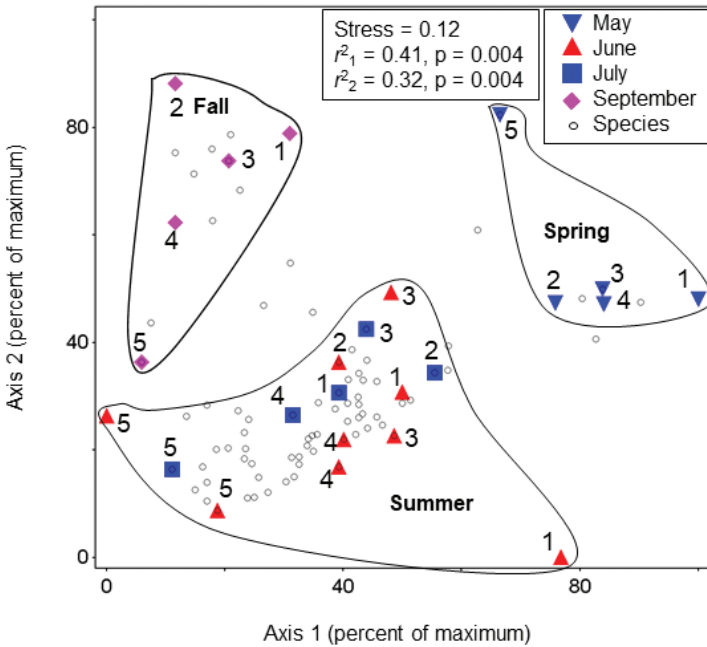 Stress = 0.12
r²₁ = 0.41, p = 0.004
r²₂ = 0.32, p = 0.004
May
June
July
September
Species
Axis 2 (percent of maximum)
80
40
0
Fall
2
1
3
4
5
Spring
5
2
3
4
1
Summer
3
3
2
2
1
1
4
3
4
4
5
5
5
1
0
40
80
Axis 1 (percent of maximum)